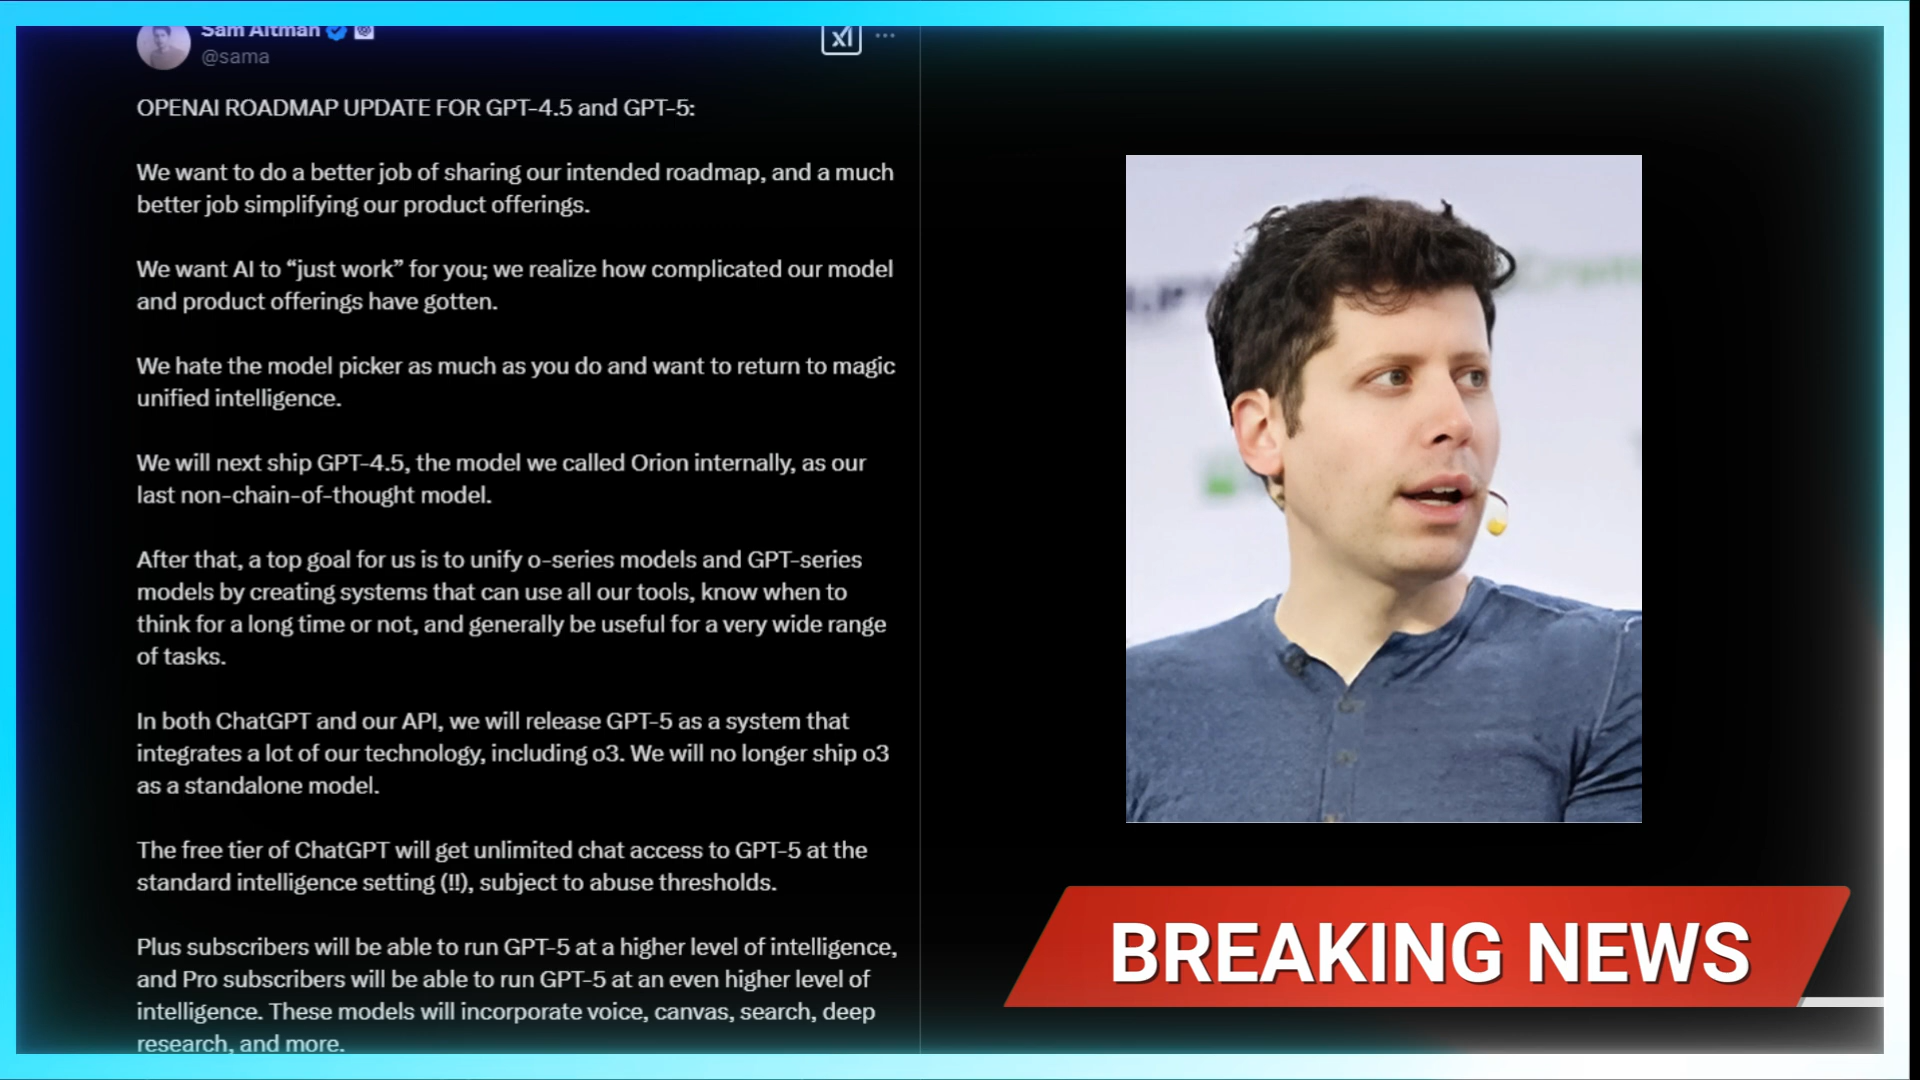 Sam Altman
@sama
OPENAI ROADMAP UPDATE FOR GPT-4.5 and GPT-5:
We want to do a better job of sharing our intended roadmap, and a much
better job simplifying our product offerings.
We want AI to “just work” for you; we realize how complicated our model
and product offerings have gotten.
We hate the model picker as much as you do and want to return to magic
unified intelligence.
We will next ship GPT-4.5, the model we called Orion internally, as our
last non-chain-of-thought model.
After that, a top goal for us is to unify o-series models and GPT-series
models by creating systems that can use all our tools, know when to
think for a long time or not, and generally be useful for a very wide range
of tasks.
In both ChatGPT and our API, we will release GPT-5 as a system that
integrates a lot of our technology, including o3. We will no longer ship o3
as a standalone model.
The free tier of ChatGPT will get unlimited chat access to GPT-5 at the
standard intelligence setting (!!), subject to abuse thresholds.
Plus subscribers will be able to run GPT-5 at a higher level of intelligence,
and Pro subscribers will be able to run GPT-5 at an even higher level of
intelligence. These models will incorporate voice, canvas, search, deep
research, and more.
BREAKING NEWS